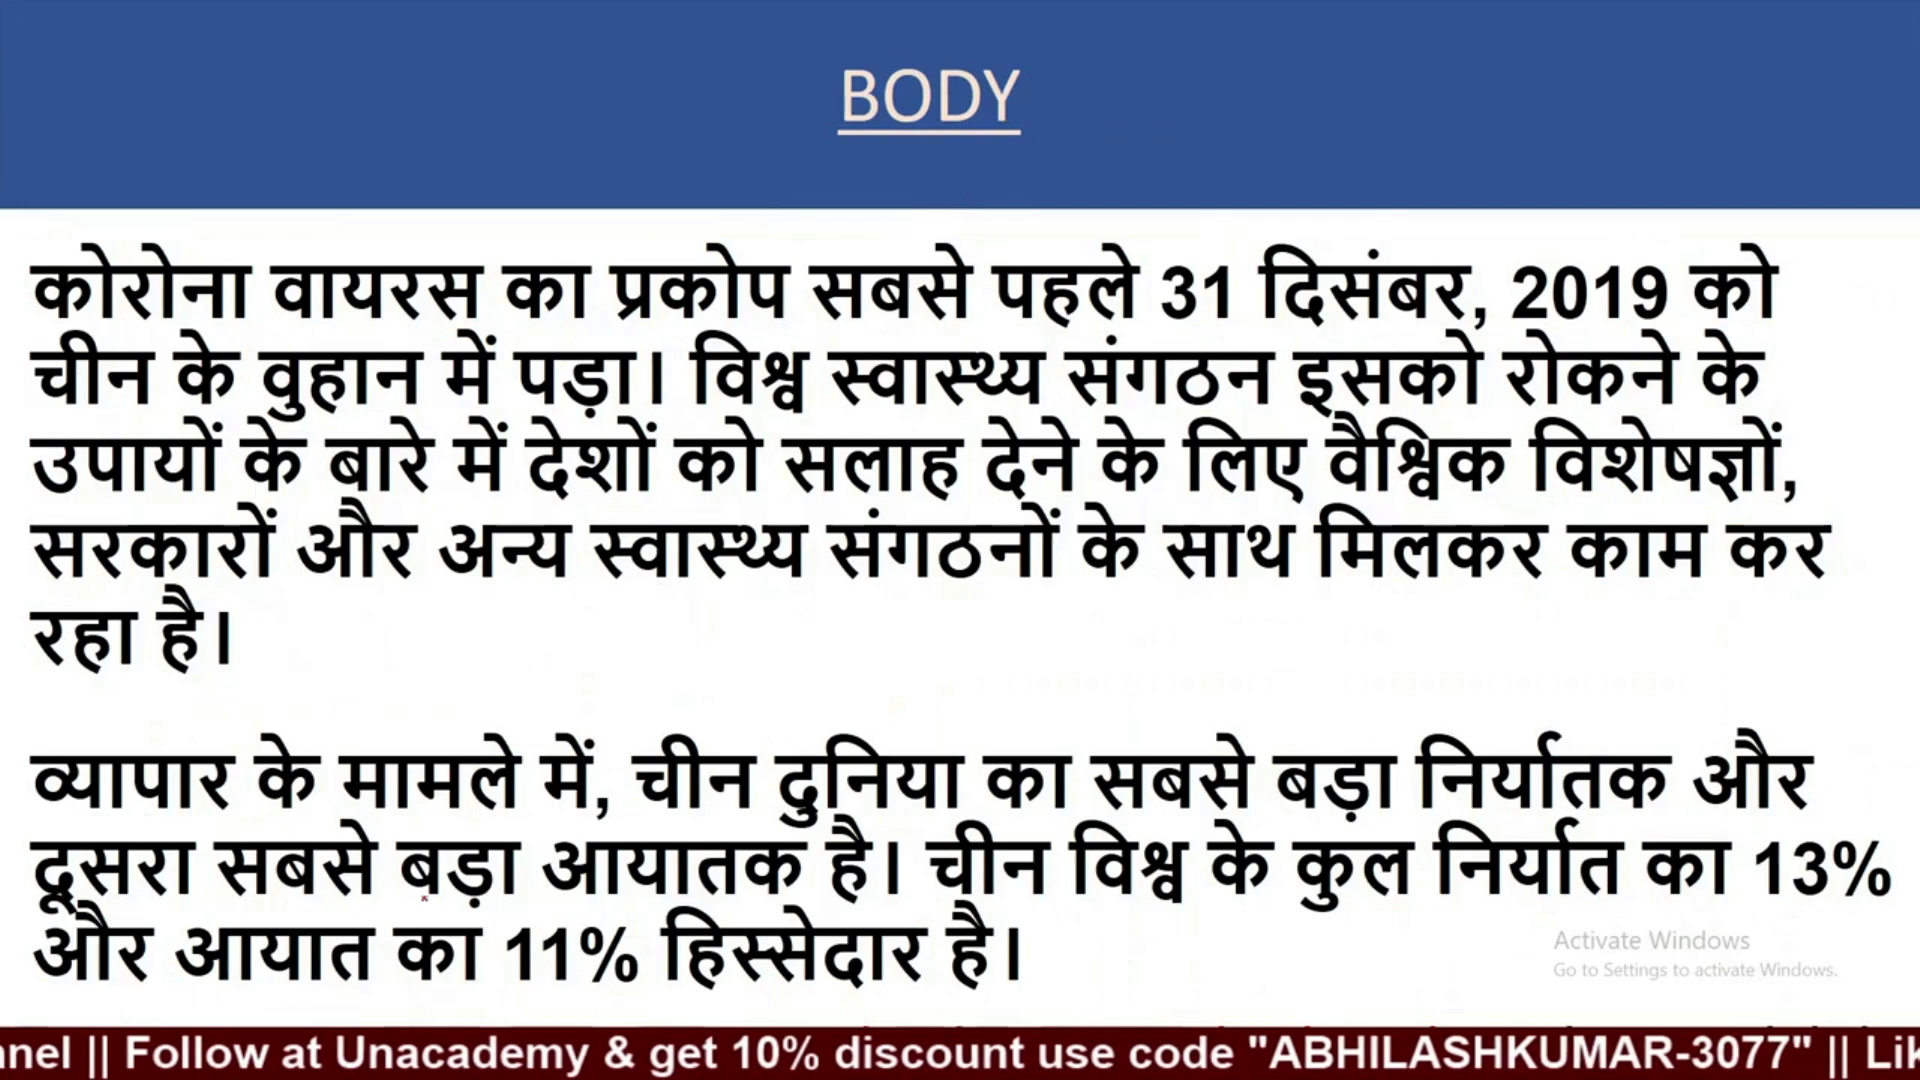 BODY
कोरोना वायरस का प्रकोप सबसे पहले 31 दिसंबर, 2019 को
चीन के वुहान में पड़ा। विश्व स्वास्थ्य संगठन इसको रोकने के
उपायों के बारे में देशों को सलाह देने के लिए वैश्विक विशेषज्ञों,
सरकारों और अन्य स्वास्थ्य संगठनों के साथ मिलकर काम कर
रहा है।
व्यापार के मामले में, चीन दुनिया का सबसे बड़ा निर्यातक और
दूसरा सबसे बड़ा आयातक है। चीन विश्व के कुल निर्यात का 13%
और आयात का 11% हिस्सेदार है।
Activate Windows
Go to Settings to activate Windows.
nnel || Follow at Unacademy & get 10% discount use code "ABHILASHKUMAR-3077" || Lik